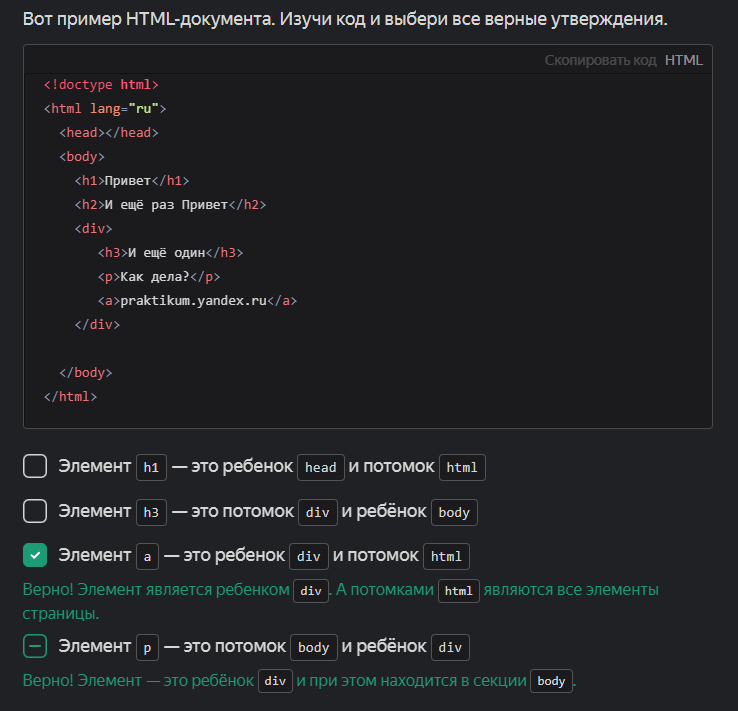 Вот пример HTML-документа. Изучи код и выбери все верные утверждения.
Скопировать код HTML
<!doctype html>
<html lang="ru">
<head></head>
<body>
<h1>Привет</h1>
<h2>И ещё раз Привет</h2>
<div>
<h3>И ещё один</h3>
<p>Как дела?</p>
<a>praktikum.yandex.ru</a>
</div>
</body>
</html>
Элемент h1 — это ребенок head и потомок html
Элемент h3 — это потомок div и ребёнок body
Элемент a — это ребенок div и потомок html
Верно! Элемент является ребенком div. А потомками html являются все элементы
страницы.
Элемент p — это потомок body и ребёнок div
Верно! Элемент — это ребёнок div и при этом находится в секции body.